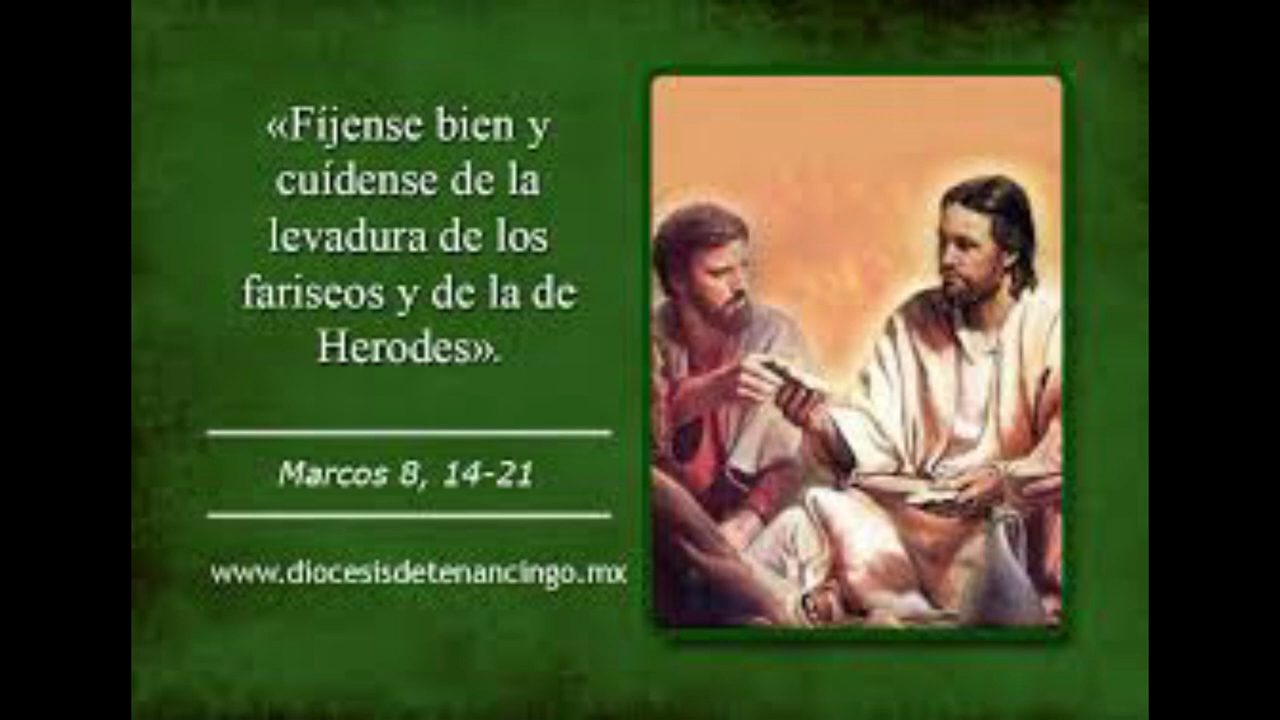 «Fíjense bien y
cuídense de la
levadura de los
fariseos y de la de
Herodes».
Marcos 8, 14-21
www.diocesisdetenancingo.mx